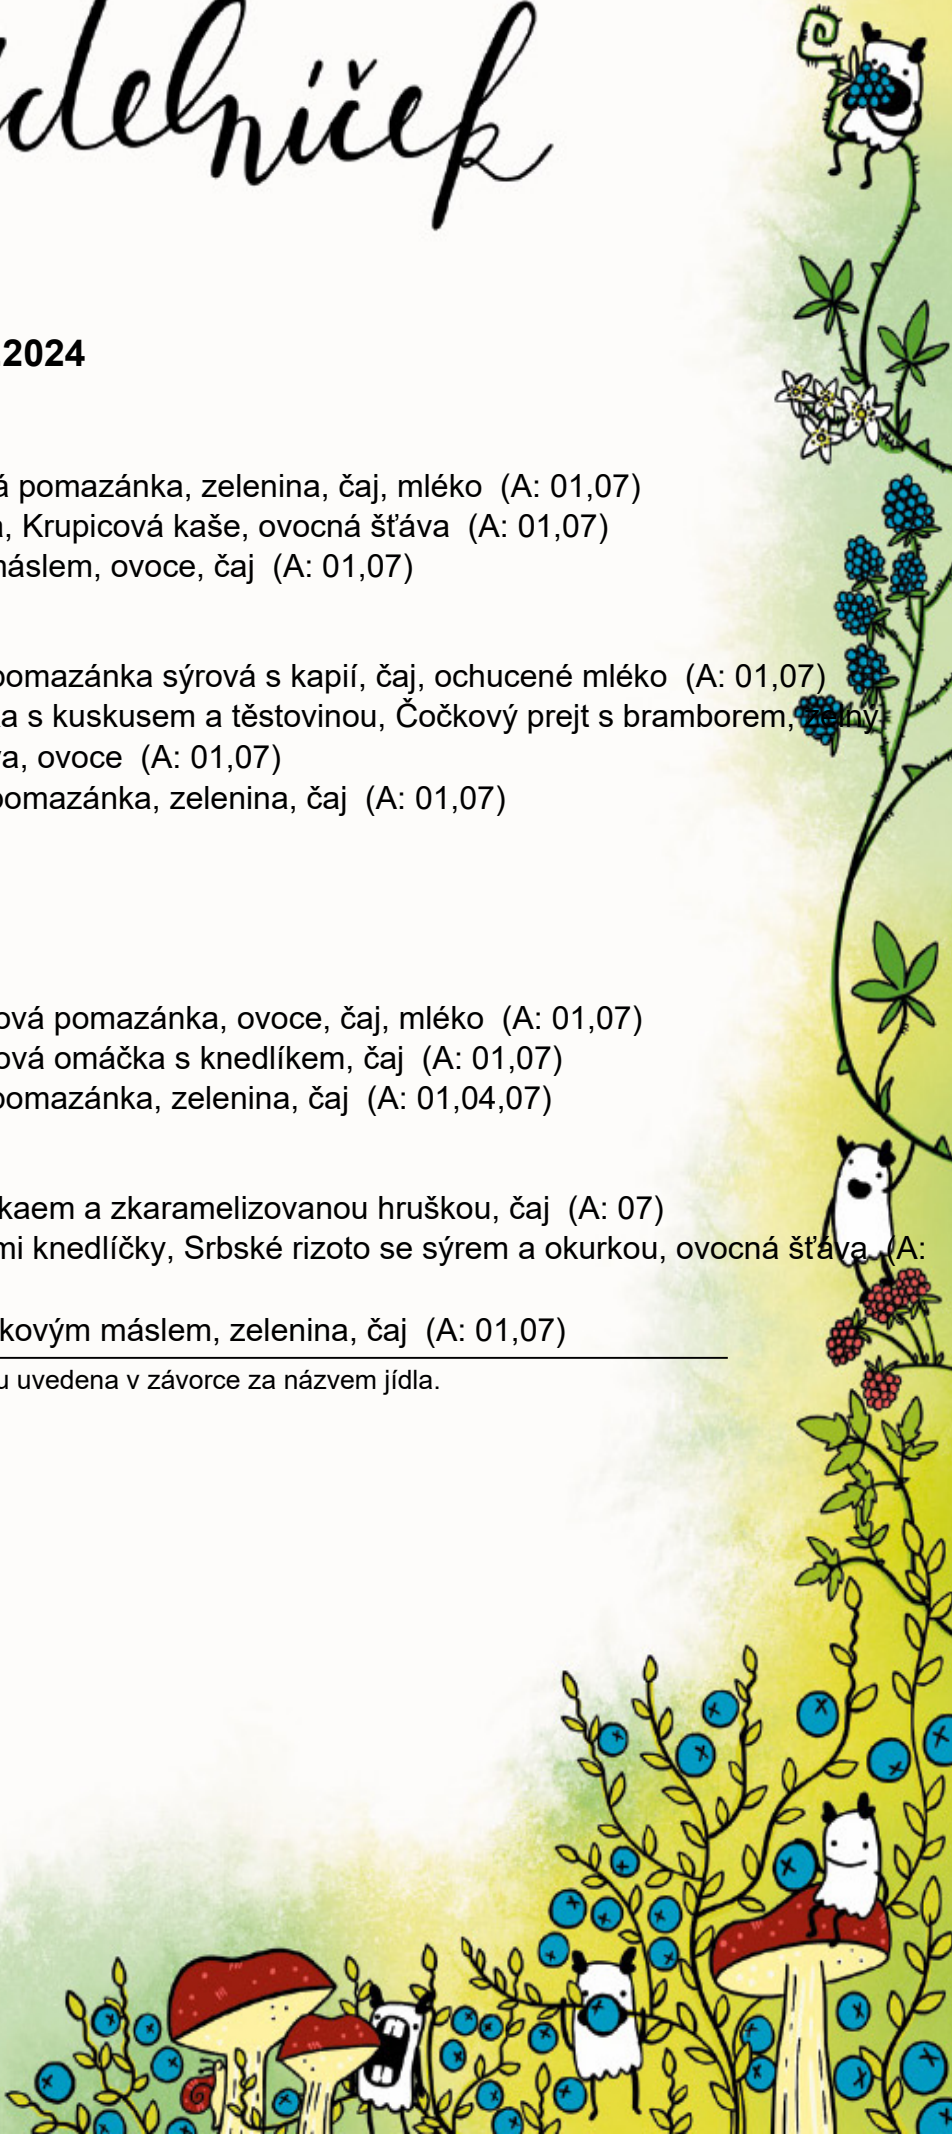 delníček
.2024
á pomazánka, zelenina, čaj, mléko (A: 01,07)
a, Krupicová kaše, ovocná šťáva (A: 01,07)
máslem, ovoce, čaj (A: 01,07)
pomazánka sýrová s kapií, čaj, ochucené mléko (A: 01,07)
ka s kuskusem a těstovinou, Čočkový prejt s bramborem, zelný
va, ovoce (A: 01,07)
pomazánka, zelenina, čaj (A: 01,07)
ová pomazánka, ovoce, čaj, mléko (A: 01,07)
ová omáčka s knedlíkem, čaj (A: 01,07)
pomazánka, zelenina, čaj (A: 01,04,07)
kaem a zkaramelizovanou hruškou, čaj (A: 07)
mi knedlíčky, Srbské rizoto se sýrem a okurkou, ovocná šťáva (A:
kovým máslem, zelenina, čaj (A: 01,07)
u uvedena v závorce za názvem jídla.